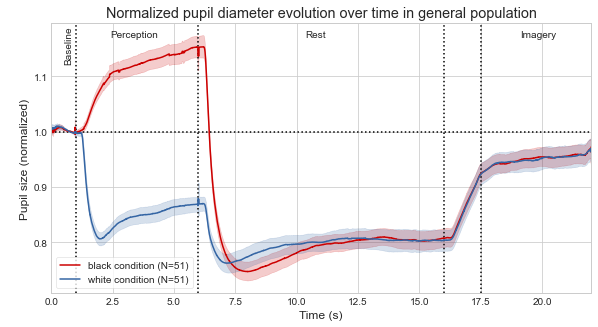 Normalized pupil diameter evolution over time in general population
Baseline
Perception
Rest
Imagery
Pupil size (normalized)
1.1
1.0
0.9
0.8
black condition (N=51)
white condition (N=51)
0.0 2.5 5.0 7.5 10.0 12.5 15.0 17.5 20.0
Time (s)